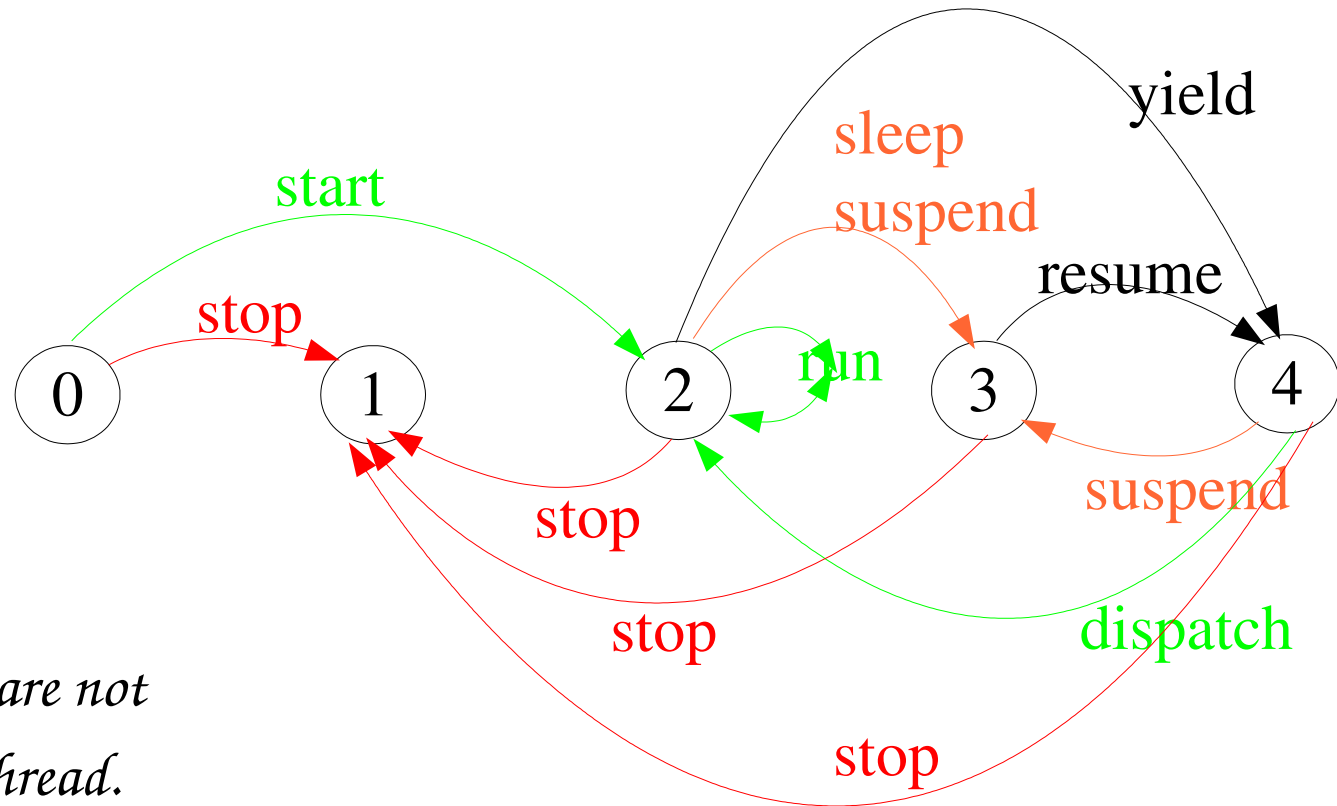 yield
sleep
start
suspend
resume
stop
run
0
1
2
3
4
suspend
stop
dispatch
stop
are not
stop
hread.